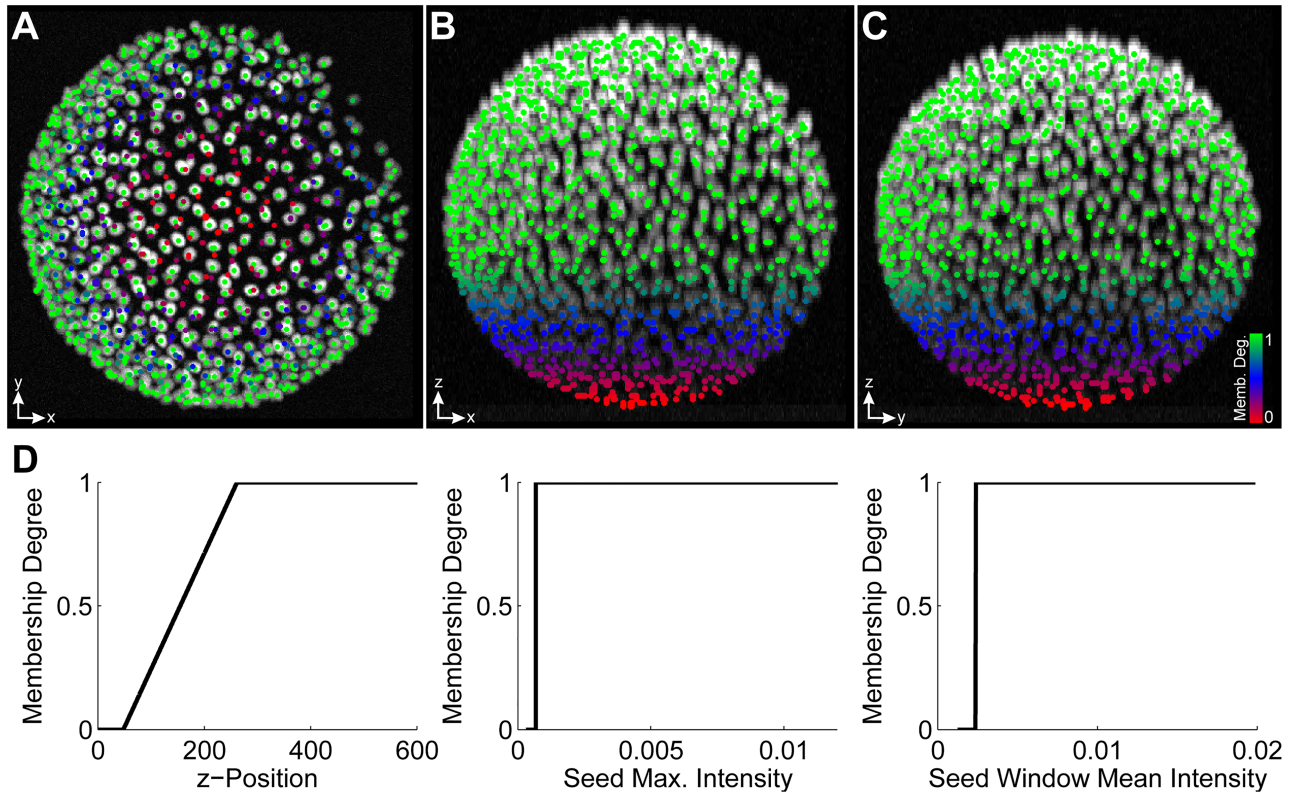 A
B
C
y
x
z
x
z
y
Memb. Deg.
1
0
D
Membership Degree
1
0.5
0
0
200
400
600
z−Position
Membership Degree
1
0.5
0
0
0.005
0.01
Seed Max. Intensity
Membership Degree
1
0.5
0
0
0.01
0.02
Seed Window Mean Intensity